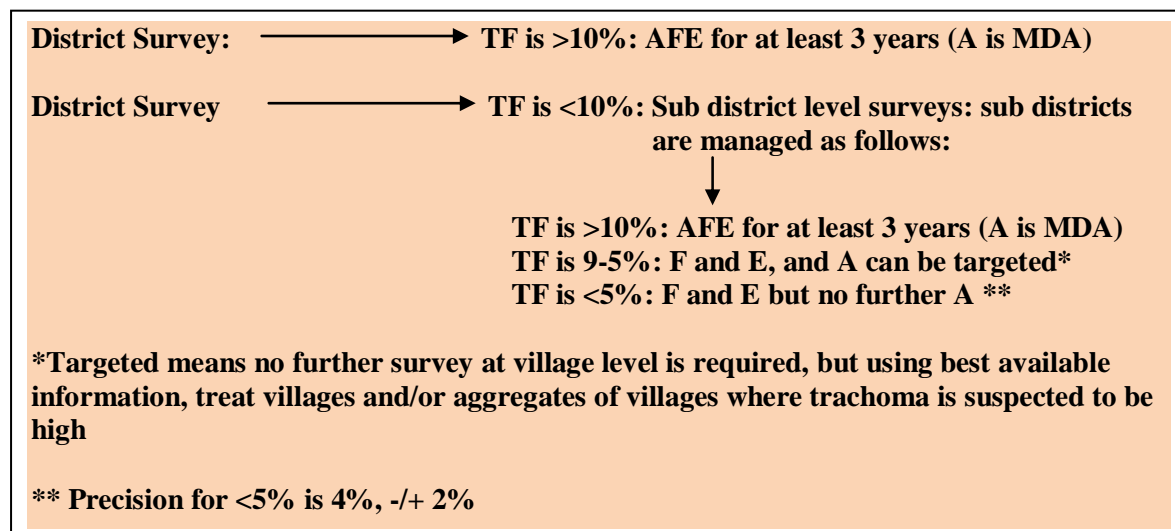 District Survey: TF is >10%: AFE for at least 3 years (A is MDA)
District Survey TF is <10%: Sub district level surveys: sub districts
are managed as follows:
TF is >10%: AFE for at least 3 years (A is MDA)
TF is 9-5%: F and E, and A can be targeted*
TF is <5%: F and E but no further A **
*Targeted means no further survey at village level is required, but using best available
information, treat villages and/or aggregates of villages where trachoma is suspected to be
high
** Precision for <5% is 4%, -/+ 2%